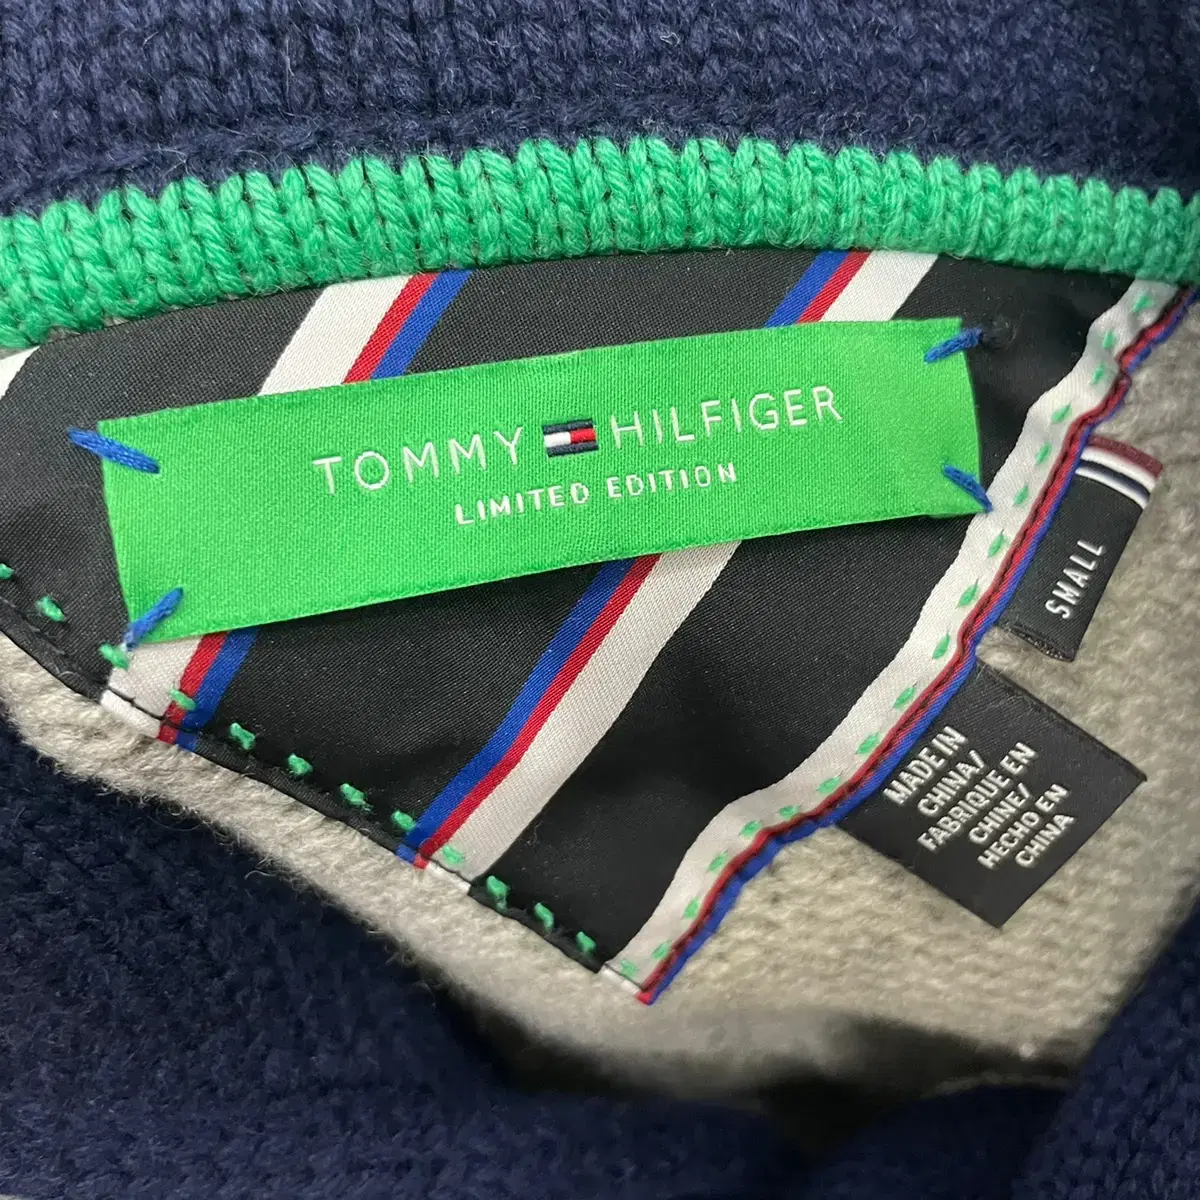 TOMMY HILFIGER
LIMITED EDITION
SMALL
MADE IN
CHINA/
FABRIQUE EN
CHINE/
HECHO EN
CHINA